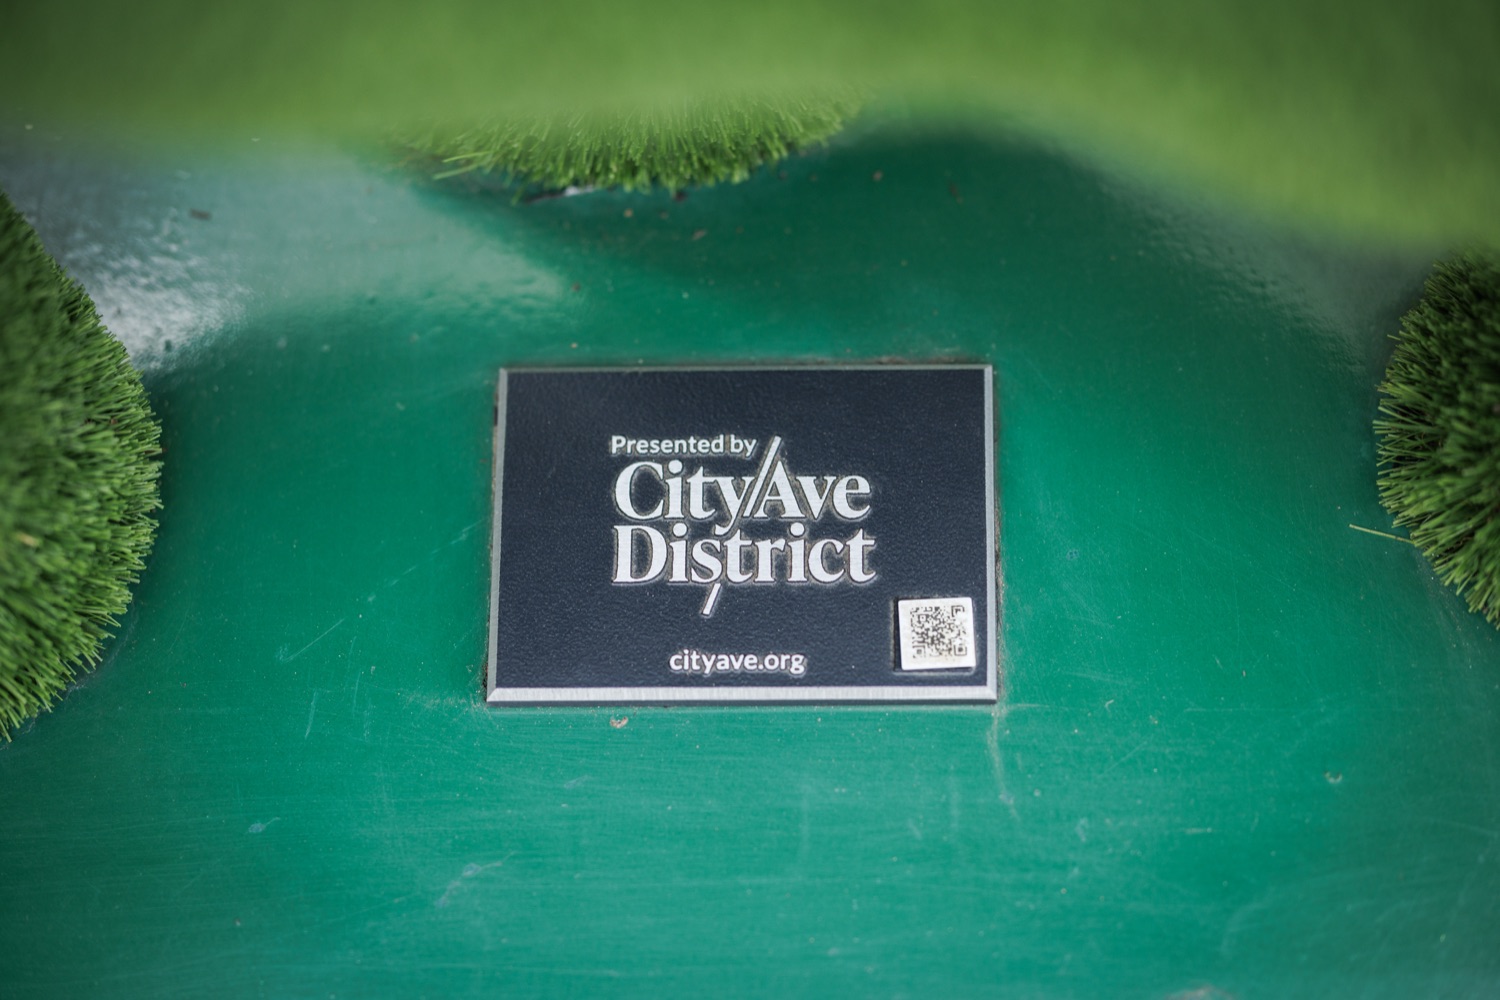 Presented by
City/Ave
District
cityave.org